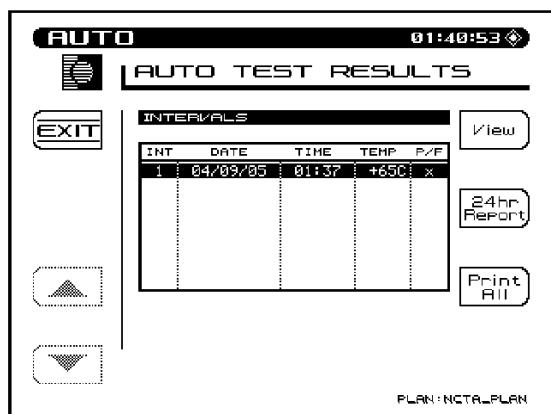 AUTO 01:40:53
AUTO TEST RESULTS
EXIT
INTERVALS
View
INT DATE TIME TEMP P/F
1 04/09/05 01:37 +65C x
24hr
Report
Print
All
PLAN:NCTA_PLAN